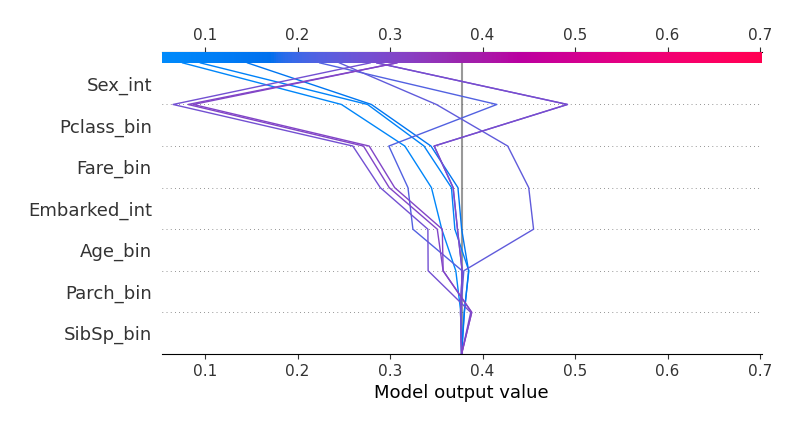 0.1 0.2 0.3 0.4 0.5 0.6 0.7
Sex_int
Pclass_bin
Fare_bin
Embarked_int
Age_bin
Parch_bin
SibSp_bin
0.1 0.2 0.3 0.4 0.5 0.6 0.7
Model output value